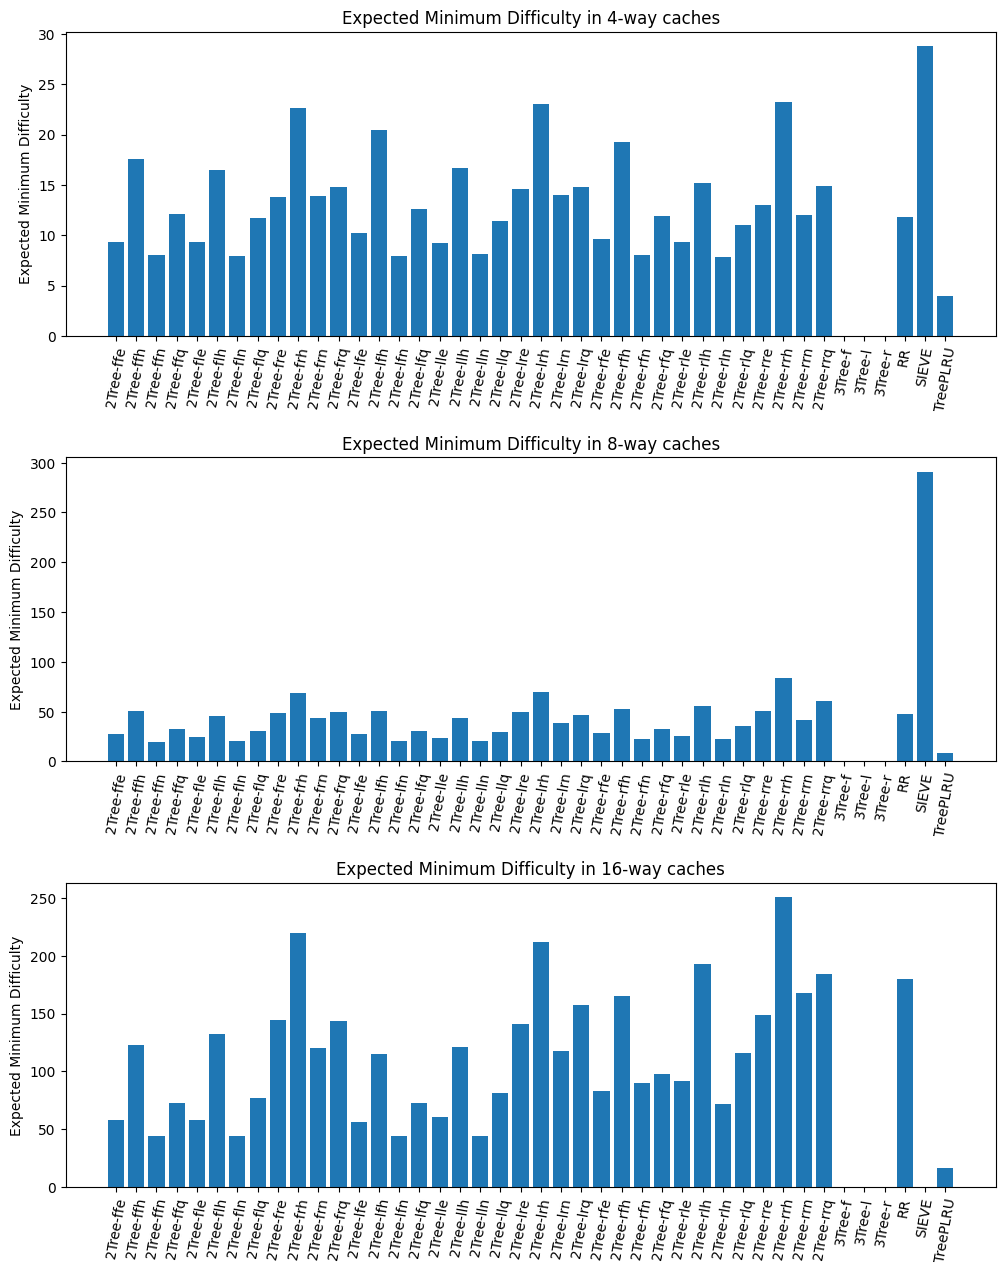 Expected Minimum Difficulty in 4-way caches
Expected Minimum Difficulty
30
25
20
15
10
5
0
2Tree-ffe
2Tree-ffh
2Tree-ffn
2Tree-ffq
2Tree-fle
2Tree-flh
2Tree-fln
2Tree-flq
2Tree-fre
2Tree-frh
2Tree-frn
2Tree-frq
2Tree-lfe
2Tree-lfh
2Tree-lfn
2Tree-lfq
2Tree-lle
2Tree-llh
2Tree-lln
2Tree-llq
2Tree-lre
2Tree-lrh
2Tree-lrn
2Tree-lrq
2Tree-rfe
2Tree-rfh
2Tree-rfn
2Tree-rfq
2Tree-rle
2Tree-rlh
2Tree-rln
2Tree-rlq
2Tree-rre
2Tree-rrh
2Tree-rrn
2Tree-rrq
3Tree-f
3Tree-l
3Tree-r
RR
SIEVE
TreePLRU
Expected Minimum Difficulty in 8-way caches
Expected Minimum Difficulty
300
250
200
150
100
50
0
2Tree-ffe
2Tree-ffh
2Tree-ffn
2Tree-ffq
2Tree-fle
2Tree-flh
2Tree-fln
2Tree-flq
2Tree-fre
2Tree-frh
2Tree-frn
2Tree-frq
2Tree-lfe
2Tree-lfh
2Tree-lfn
2Tree-lfq
2Tree-lle
2Tree-llh
2Tree-lln
2Tree-llq
2Tree-lre
2Tree-lrh
2Tree-lrn
2Tree-lrq
2Tree-rfe
2Tree-rfh
2Tree-rfn
2Tree-rfq
2Tree-rle
2Tree-rlh
2Tree-rln
2Tree-rlq
2Tree-rre
2Tree-rrh
2Tree-rrn
2Tree-rrq
3Tree-f
3Tree-l
3Tree-r
RR
SIEVE
TreePLRU
Expected Minimum Difficulty in 16-way caches
Expected Minimum Difficulty
250
200
150
100
50
0
2Tree-ffe
2Tree-ffh
2Tree-ffn
2Tree-ffq
2Tree-fle
2Tree-flh
2Tree-fln
2Tree-flq
2Tree-fre
2Tree-frh
2Tree-frn
2Tree-frq
2Tree-lfe
2Tree-lfh
2Tree-lfn
2Tree-lfq
2Tree-lle
2Tree-llh
2Tree-lln
2Tree-llq
2Tree-lre
2Tree-lrh
2Tree-lrn
2Tree-lrq
2Tree-rfe
2Tree-rfh
2Tree-rfn
2Tree-rfq
2Tree-rle
2Tree-rlh
2Tree-rln
2Tree-rlq
2Tree-rre
2Tree-rrh
2Tree-rrn
2Tree-rrq
3Tree-f
3Tree-l
3Tree-r
RR
SIEVE
TreePLRU